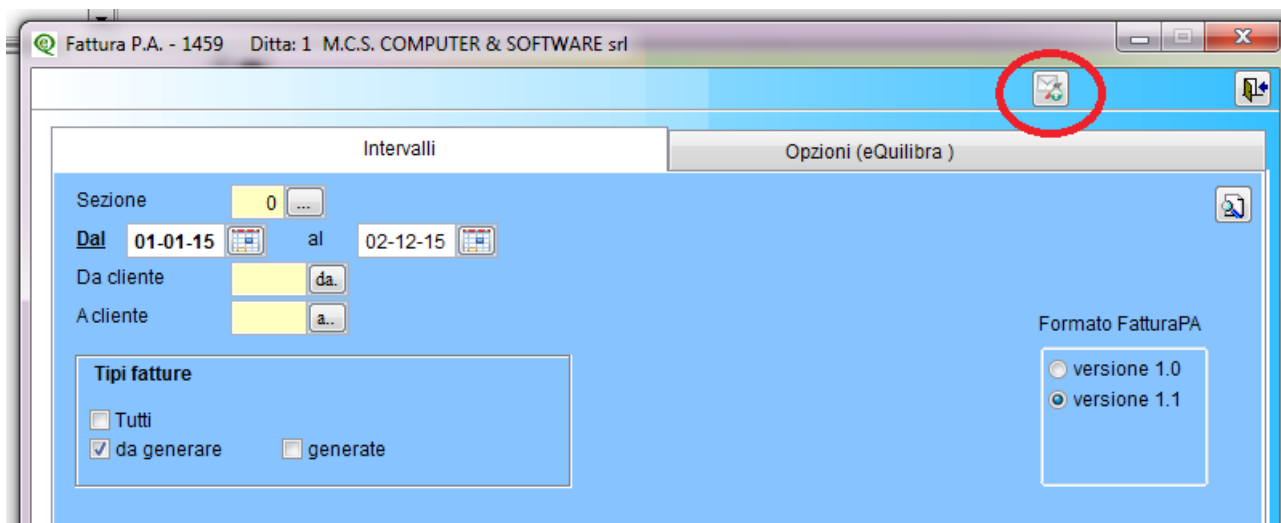 Fattura P.A. - 1459 Ditta: 1 M.C.S. COMPUTER & SOFTWARE srl
Intervalli
Opzioni (eQuilibra )
Sezione 0 ...
Dal 01-01-15 al 02-12-15
Da cliente da.
A cliente a..
Formato FatturaPA
Tipi fatture
versione 1.0
versione 1.1
Tutti
da generare generate